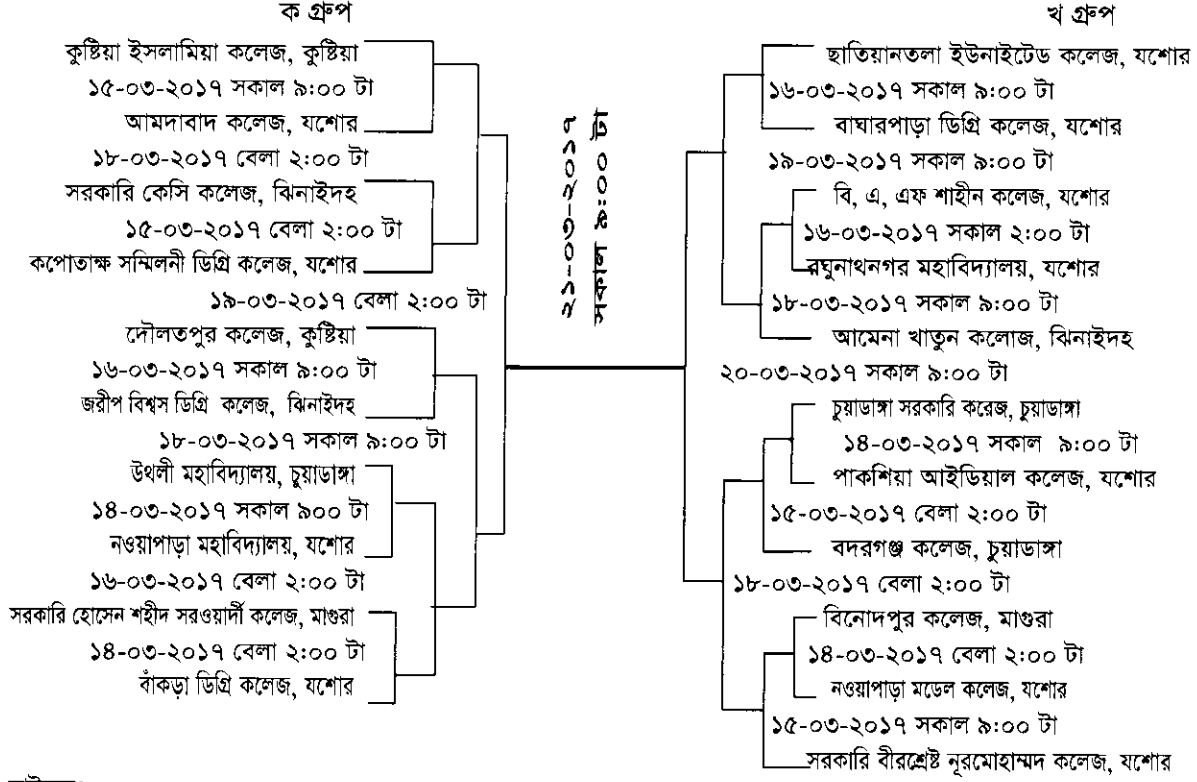 ক গ্রুপ
কুষ্টিয়া ইসলামিয়া কলেজ, কুষ্টিয়া
১৫-০৩-২০১৭ সকাল ৯:০০ টা
আমদাবাদ কলেজ, যশোর
১৮-০৩-২০১৭ বেলা ২:০০ টা
সরকারি কেসি কলেজ, ঝিনাইদহ
১৫-০৩-২০১৭ বেলা ২:০০ টা
কপোতাক্ষ সম্মিলনী ডিগ্রি কলেজ, যশোর
১৯-০৩-২০১৭ বেলা ২:০০ টা
দৌলতপুর কলেজ, কুষ্টিয়া
১৬-০৩-২০১৭ সকাল ৯:০০ টা
জরীপ বিশ্বস ডিগ্রি কলেজ, ঝিনাইদহ
১৮-০৩-২০১৭ সকাল ৯:০০ টা
উথলী মহাবিদ্যালয়, চুয়াডাঙ্গা
১৪-০৩-২০১৭ সকাল ৯০০ টা
নওয়াপাড়া মহাবিদ্যালয়, যশোর
১৬-০৩-২০১৭ বেলা ২:০০ টা
সরকারি হোসেন শহীদ সরওয়ার্দী কলেজ, মাগুরা
১৪-০৩-২০১৭ বেলা ২:০০ টা
বাঁকড়া ডিগ্রি কলেজ, যশোর
২১-০৩-২০১৭
সকাল ৯:০০ টা
খ গ্রুপ
ছাতিয়ানতলা ইউনাইটেড কলেজ, যশোর
১৬-০৩-২০১৭ সকাল ৯:০০ টা
বাঘারপাড়া ডিগ্রি কলেজ, যশোর
১৯-০৩-২০১৭ সকাল ৯:০০ টা
বি, এ, এফ শাহীন কলেজ, যশোর
১৬-০৩-২০১৭ সকাল ২:০০ টা
রঘুনাথনগর মহাবিদ্যালয়, যশোর
১৮-০৩-২০১৭ সকাল ৯:০০ টা
আমেনা খাতুন কলোজ, ঝিনাইদহ
২০-০৩-২০১৭ সকাল ৯:০০ টা
চুয়াডাঙ্গা সরকারি করেজ, চুয়াডাঙ্গা
১৪-০৩-২০১৭ সকাল ৯:০০ টা
পাকশিয়া আইডিয়াল কলেজ, যশোর
১৫-০৩-২০১৭ বেলা ২:০০ টা
বদরগঞ্জ কলেজ, চুয়াডাঙ্গা
১৮-০৩-২০১৭ বেলা ২:০০ টা
বিনোদপুর কলেজ, মাগুরা
১৪-০৩-২০১৭ বেলা ২:০০ টা
নওয়াপাড়া মডেল কলেজ, যশোর
১৫-০৩-২০১৭ সকাল ৯:০০ টা
সরকারি বীরশ্রেষ্ট নূরমোহাম্মদ কলেজ, যশোর